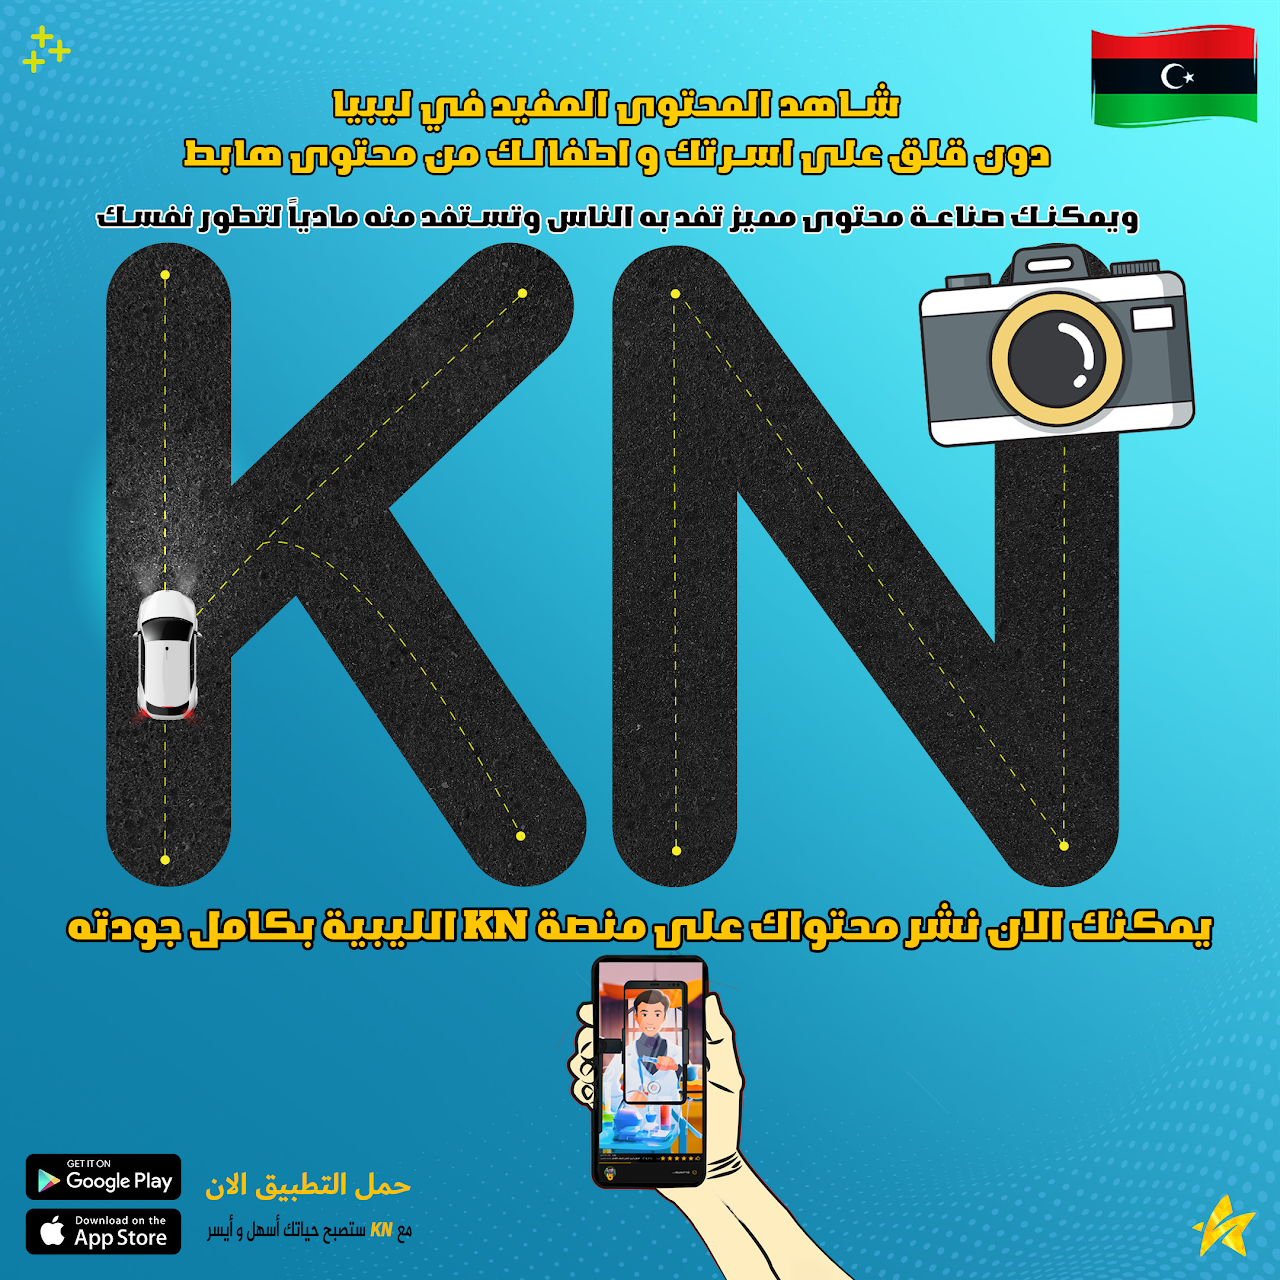 شاهد المحتوى المفيد في ليبيا
دون قلق على اسرتك و اطفالك من محتوى هابط
ويمكنك صناعة محتوى مميز تفد به الناس وتستفد منه مادياً لتطور نفسك
KN
يمكنك الان نشر محتواك على منصة KN الليبية بكامل جودته
GET IT ON
Google Play
حمل التطبيق الان
Download on the
App Store
مع KN ستصبح حياتك أسهل و أيسر